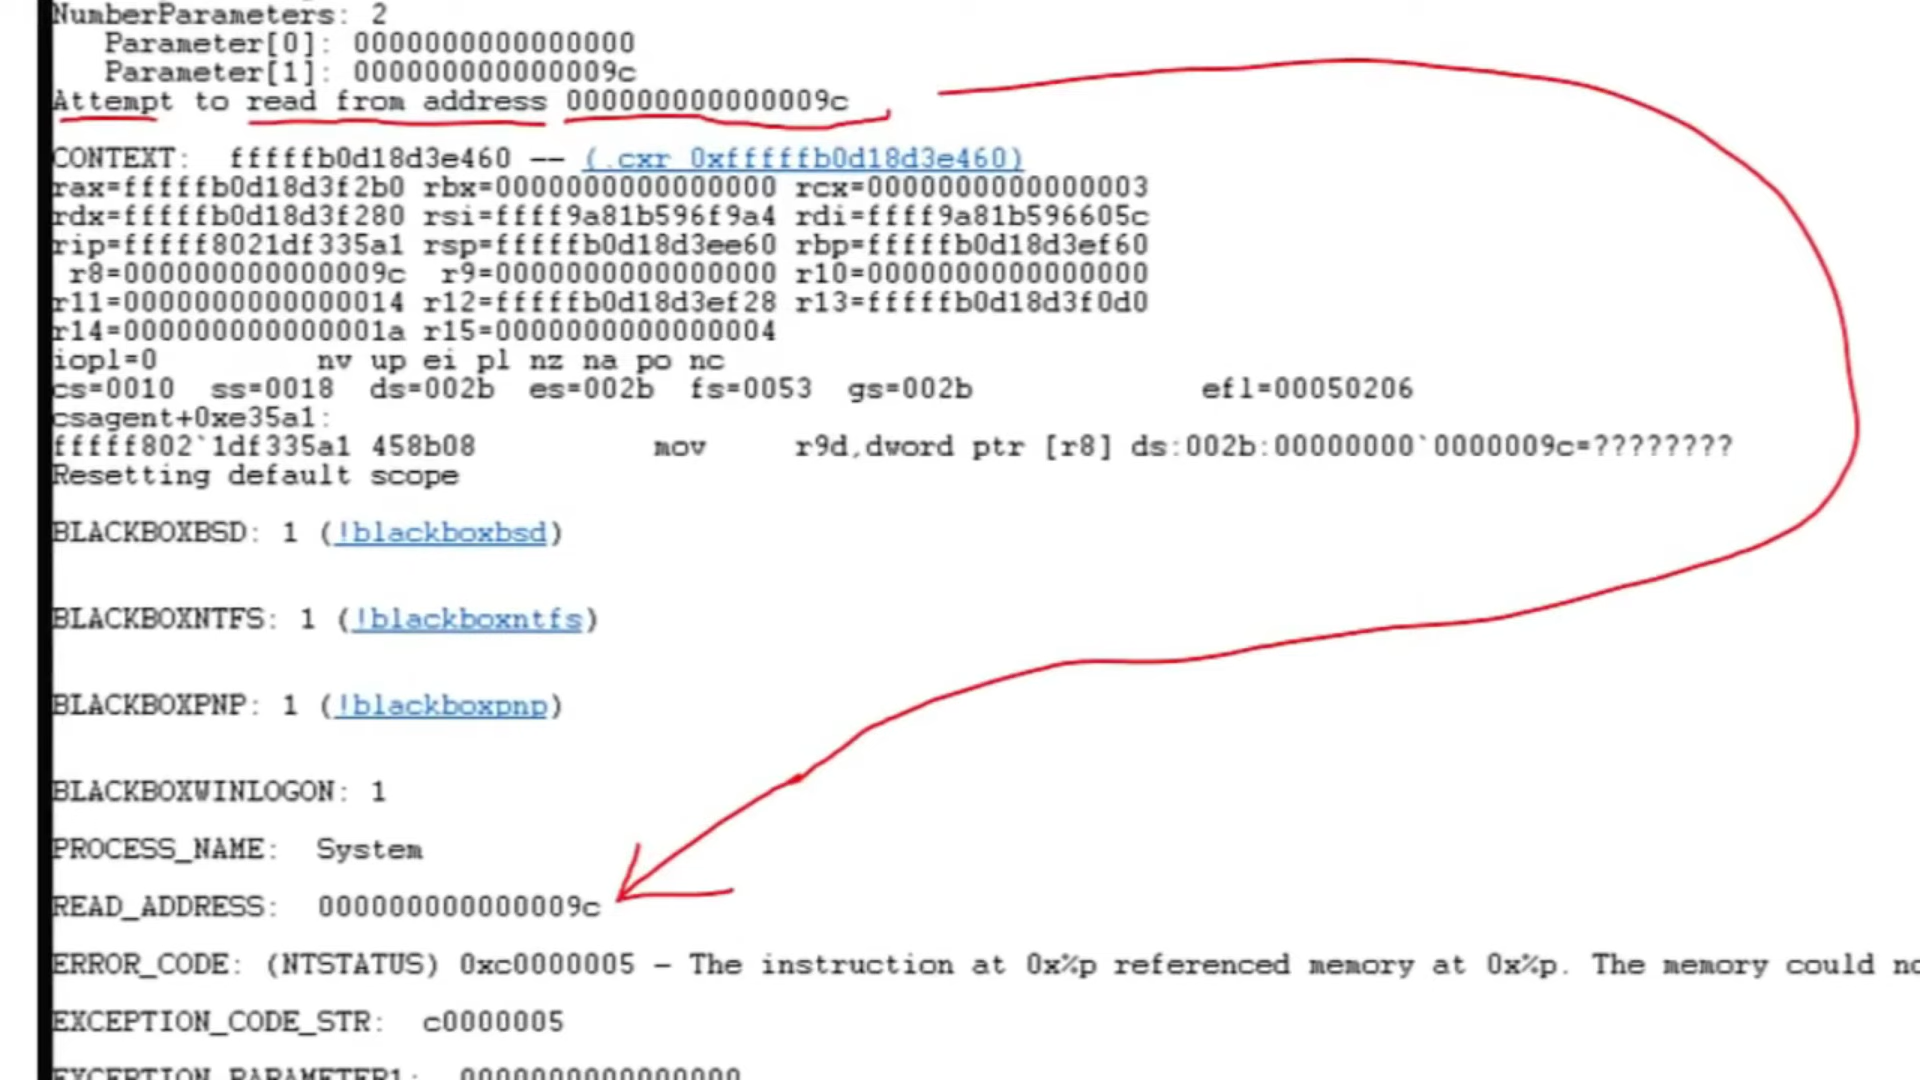 NumberParameters: 2
Parameter[0]: 0000000000000000
Parameter[1]: 000000000000009c
Attempt to read from address 000000000000009c
CONTEXT: fffffb0d18d3e460 -- (.cxr 0xfffffb0d18d3e460)
rax=fffffb0d18d3f2b0 rbx=0000000000000000 rcx=0000000000000003
rdx=fffffb0d18d3f280 rsi=ffff9a81b596f9a4 rdi=ffff9a81b596605c
rip=fffff8021df335a1 rsp=fffffb0d18d3ee60 rbp=fffffb0d18d3ef60
r8=000000000000009c r9=0000000000000000 r10=0000000000000000
r11=0000000000000014 r12=fffffb0d18d3ef28 r13=fffffb0d18d3f0d0
r14=000000000000001a r15=0000000000000004
iopl=0 nv up ei pl nz na po nc
cs=0010 ss=0018 ds=002b es=002b fs=0053 gs=002b efl=00050206
csagent+0xe35a1:
fffff802`1df335a1 458b08 mov r9d,dword ptr [r8] ds:002b:00000000`0000009c=????????
Resetting default scope
BLACKBOXBSD: 1 (!blackboxbsd)
BLACKBOXNTFS: 1 (!blackboxntfs)
BLACKBOXPNP: 1 (!blackboxpnp)
BLACKBOXWINLOGON: 1
PROCESS_NAME: System
READ_ADDRESS: 000000000000009c
ERROR_CODE: (NTSTATUS) 0xc0000005 - The instruction at 0x%p referenced memory at 0x%p. The memory could no
EXCEPTION_CODE_STR: c0000005
EXCEPTION_PARAMETER1: 0000000000000000